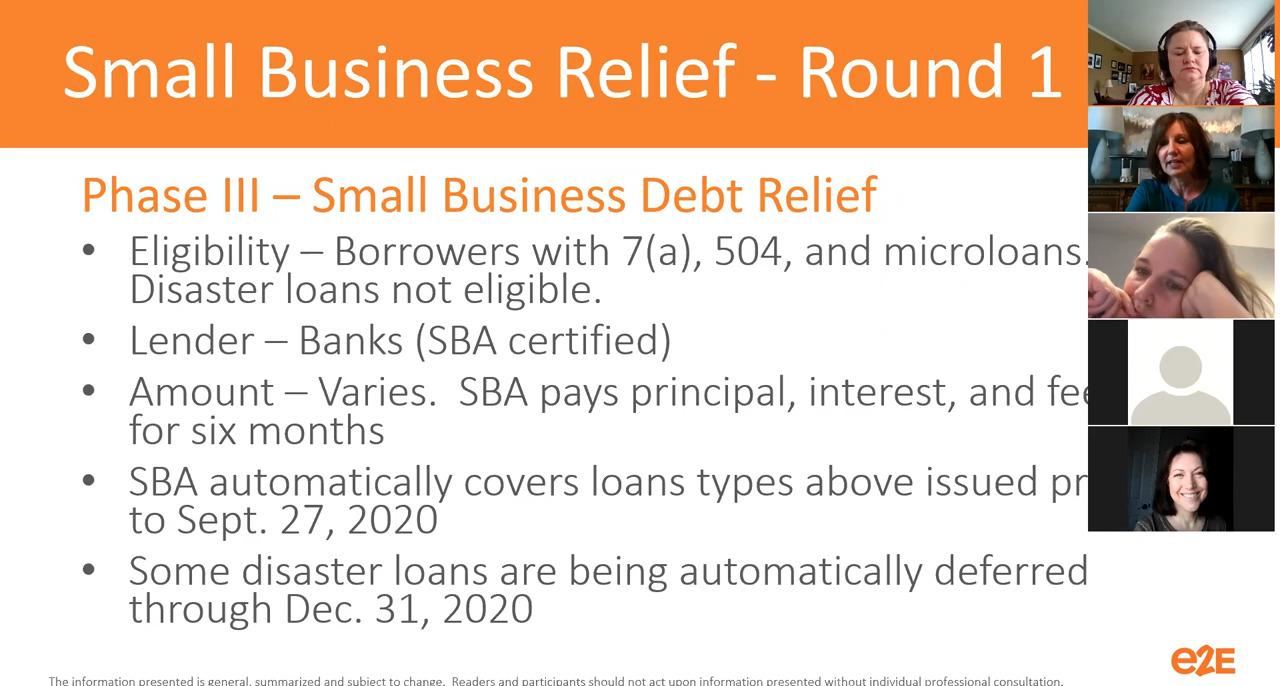 Small Business Relief - Round 1
Phase III – Small Business Debt Relief
• Eligibility – Borrowers with 7(a), 504, and microloans.
Disaster loans not eligible.
• Lender – Banks (SBA certified)
• Amount – Varies.  SBA pays principal, interest, and
for six months
• SBA automatically covers loans types above issued
to Sept. 27, 2020
• Some disaster loans are being automatically deferred
through Dec. 31, 2020
e2E
The information presented is general, summarized and subject to change.  Readers and participants should not act upon information presented without individual professional consultation.